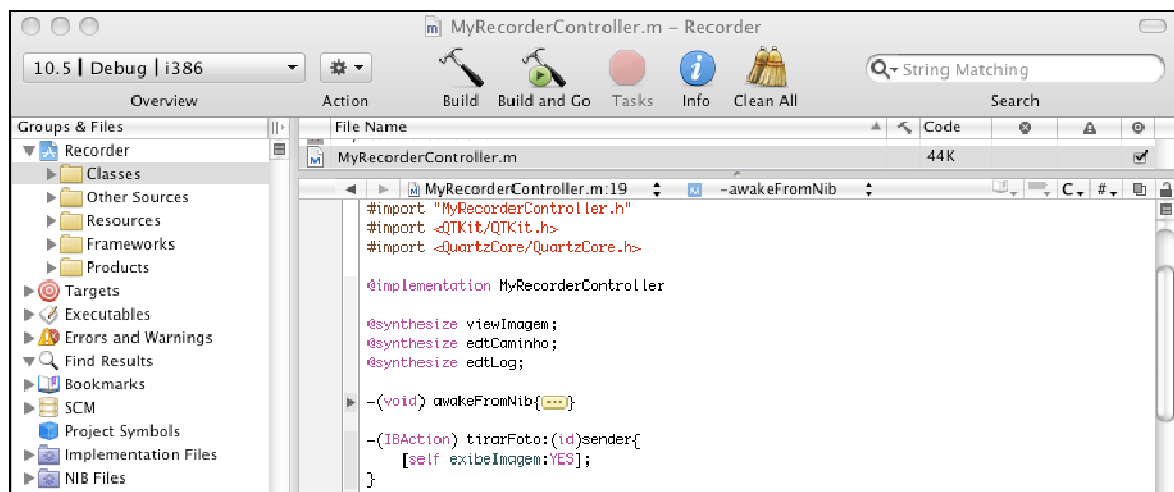 MyRecorderController.m – Recorder
10.5 | Debug | i386
Overview
Action
Build
Build and Go
Tasks
Info
Clean All
String Matching
Search
Groups & Files
Recorder
Classes
Other Sources
Resources
Frameworks
Products
Targets
Executables
Errors and Warnings
Find Results
Bookmarks
SCM
Project Symbols
Implementation Files
NIB Files
File Name
Code
MyRecorderController.m
44K
MyRecorderController.m:19
-awakeFromNib
C
#
#import "MyRecorderController.h"
#import <QTKit/QTKit.h>
#import <QuartzCore/QuartzCore.h>
@implementation MyRecorderController
@synthesize viewImagem;
@synthesize edtCaminho;
@synthesize edtLog;
-(void) awakeFromNib{...}
-(IBAction) tirarFoto:(id)sender{
[self exibeImagem:YES];
}